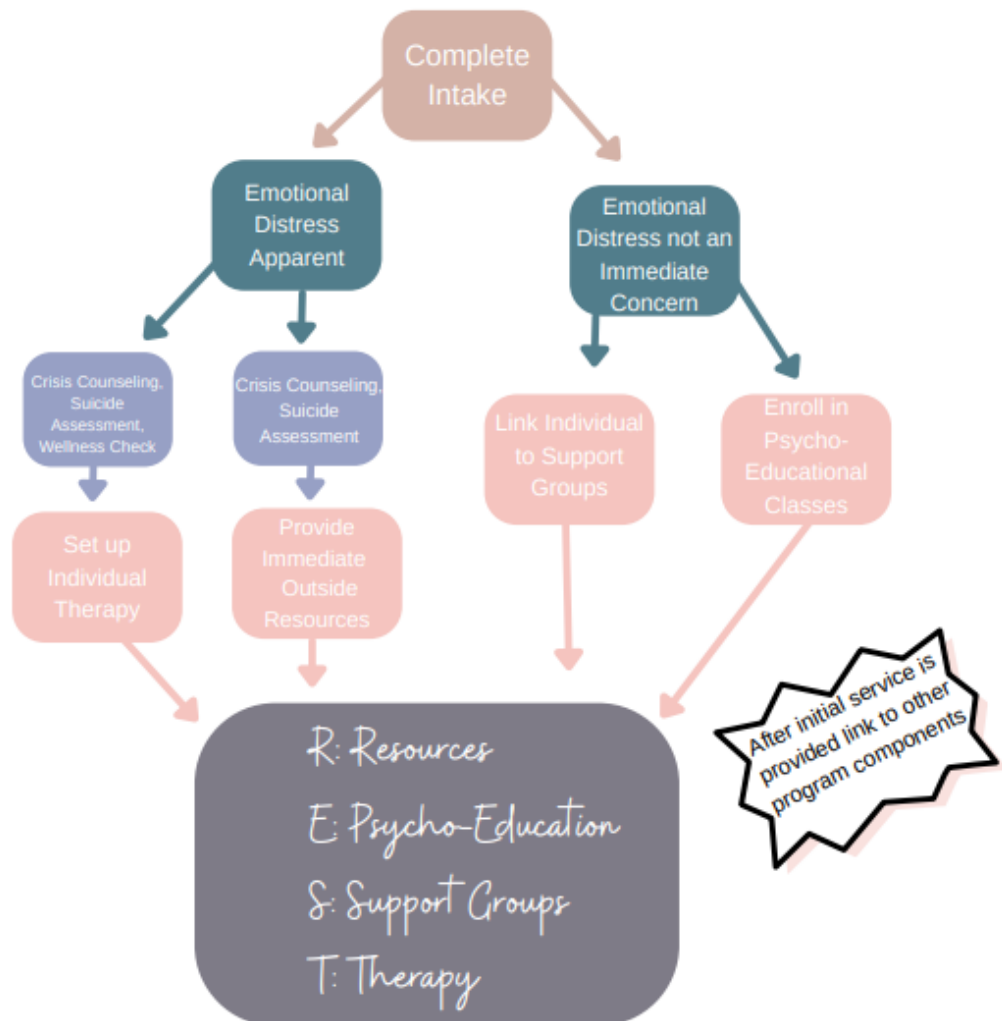 Complete
Intake
Emotional
Distress
Apparent
Emotional
Distress not an
Immediate
Concern
Crisis Counseling,
Suicide
Assessment,
Wellness Check
Crisis Counseling,
Suicide
Assessment
Link Individual
to Support
Groups
Enroll in
Psycho-
Educational
Classes
Set up
Individual
Therapy
Provide
Immediate
Outside
Resources
After initial service is
provided link to other
program components
R: Resources
E: Psycho-Education
S: Support Groups
T: Therapy